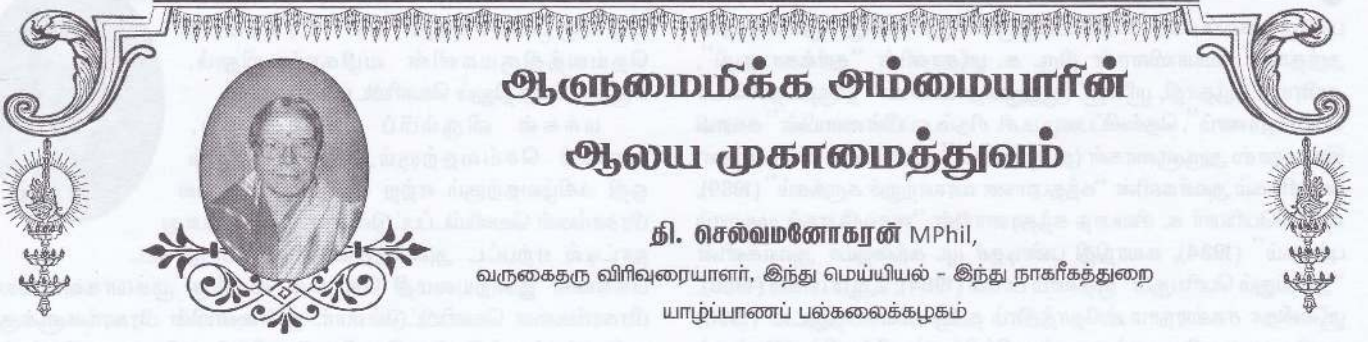 ஆளுமைமிக்க அம்மையாரின்
ஆலய முகாமைத்துவம்
தி. செல்வமனோகரன் MPhil,
வருகைதரு விரிவுரையாளர், இந்து மெய்யியல் - இந்து நாகரீகத்துறை
யாழ்ப்பாணப் பல்கலைக்கழகம்